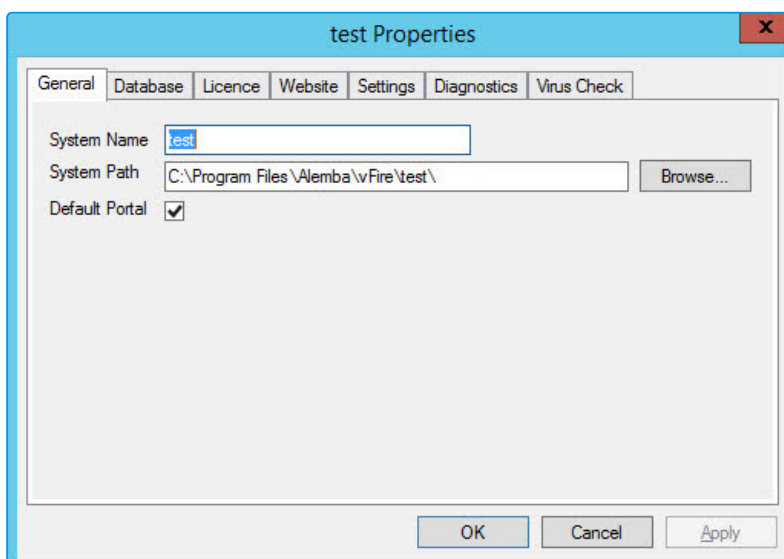 test Properties
x
General Database Licence Website Settings Diagnostics Virus Check
System Name test
System Path C:\Program Files\Alemba\vFire\test\ Browse...
Default Portal
OK Cancel Apply